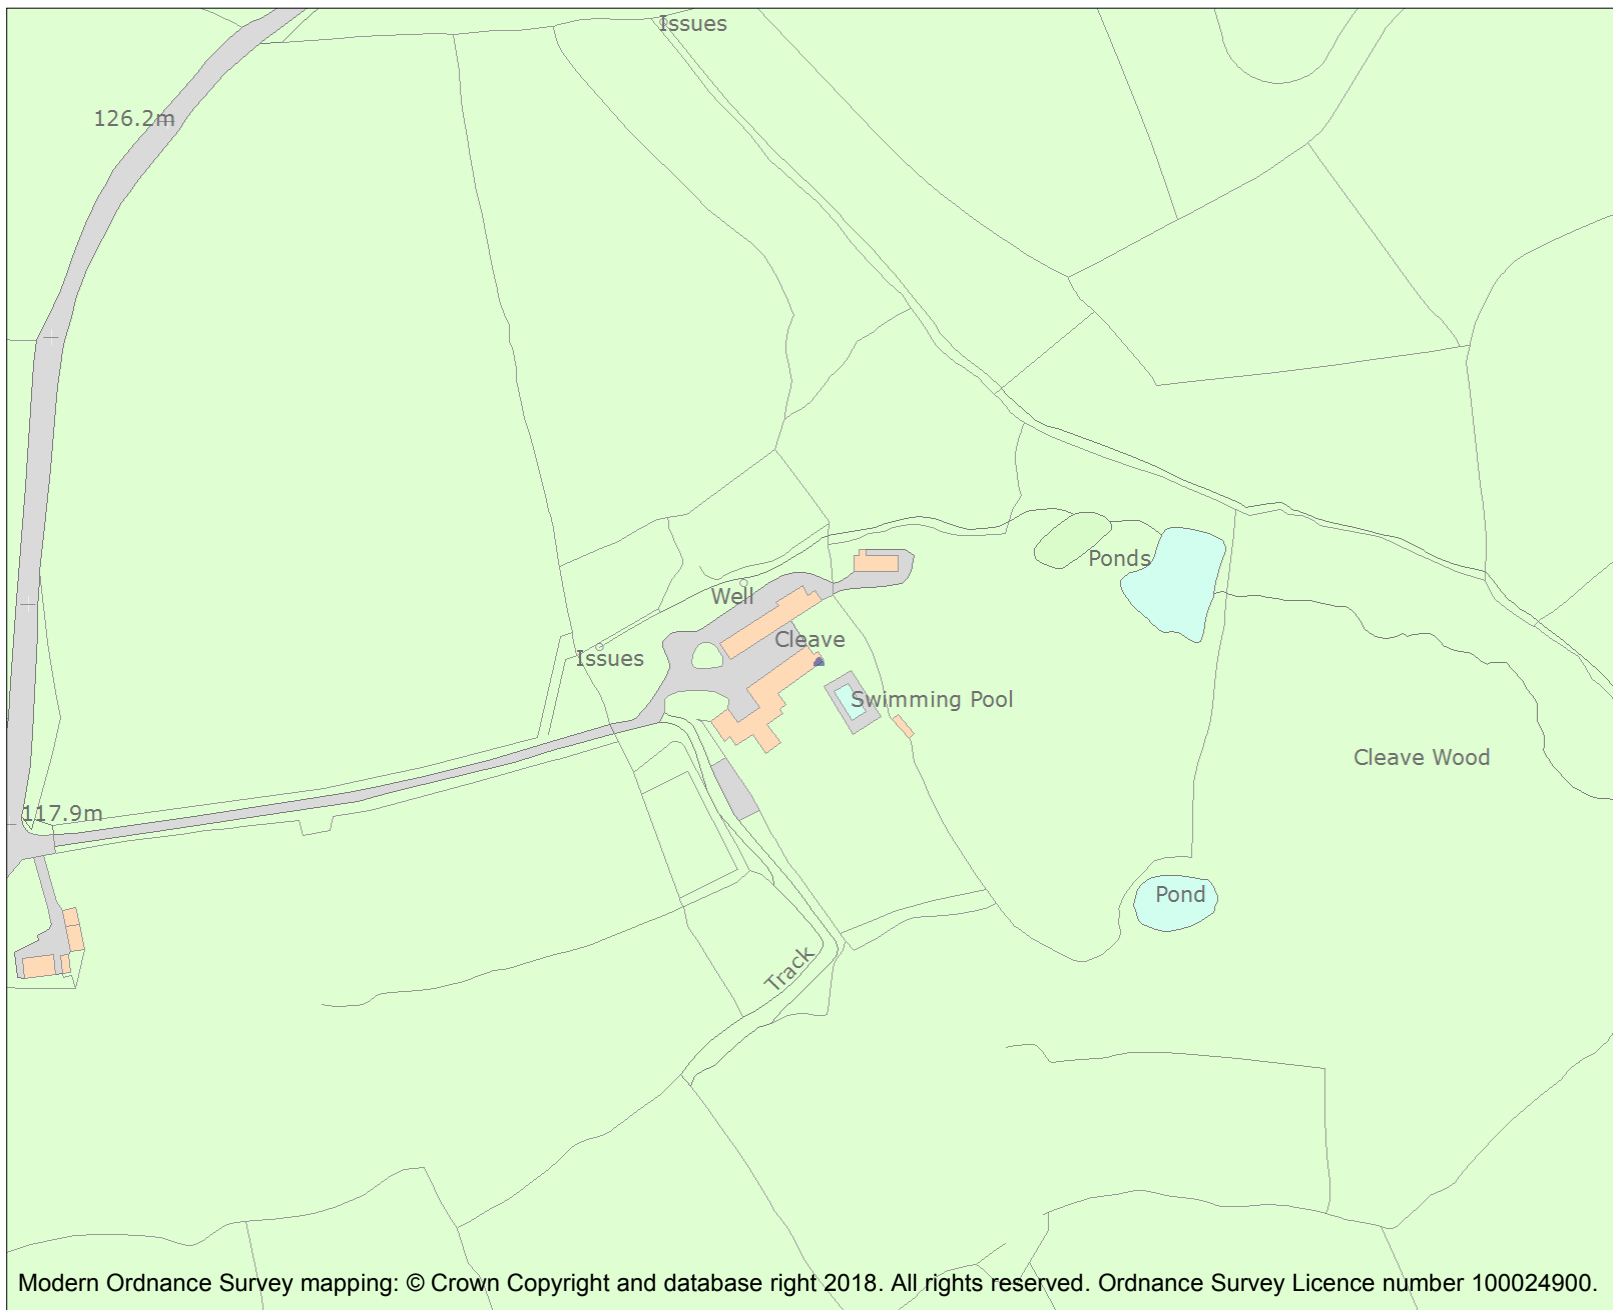 Issues
126.2m
Ponds
Well
Cleave
Issues
Swimming Pool
Cleave Wood
117.9m
Pond
Track
Modern Ordnance Survey mapping: © Crown Copyright and database right 2018. All rights reserved. Ordnance Survey Licence number 100024900.